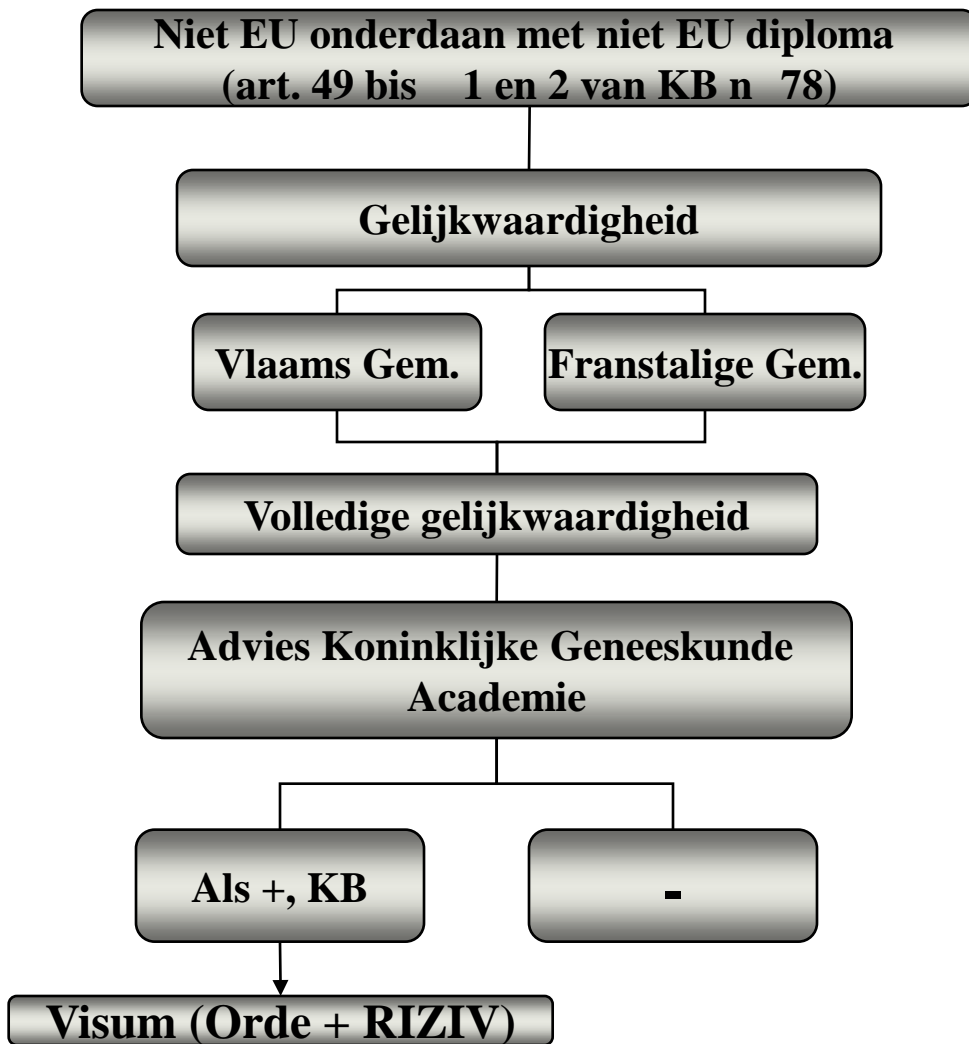 Niet EU onderdaan met niet EU diploma
(art. 49 bis 1 en 2 van KB n 78)
Gelijkwaardigheid
Vlaams Gem.
Franstalige Gem.
Volledige gelijkwaardigheid
Advies Koninklijke Geneeskunde
Academie
Als +, KB
-
Visum (Orde + RIZIV)